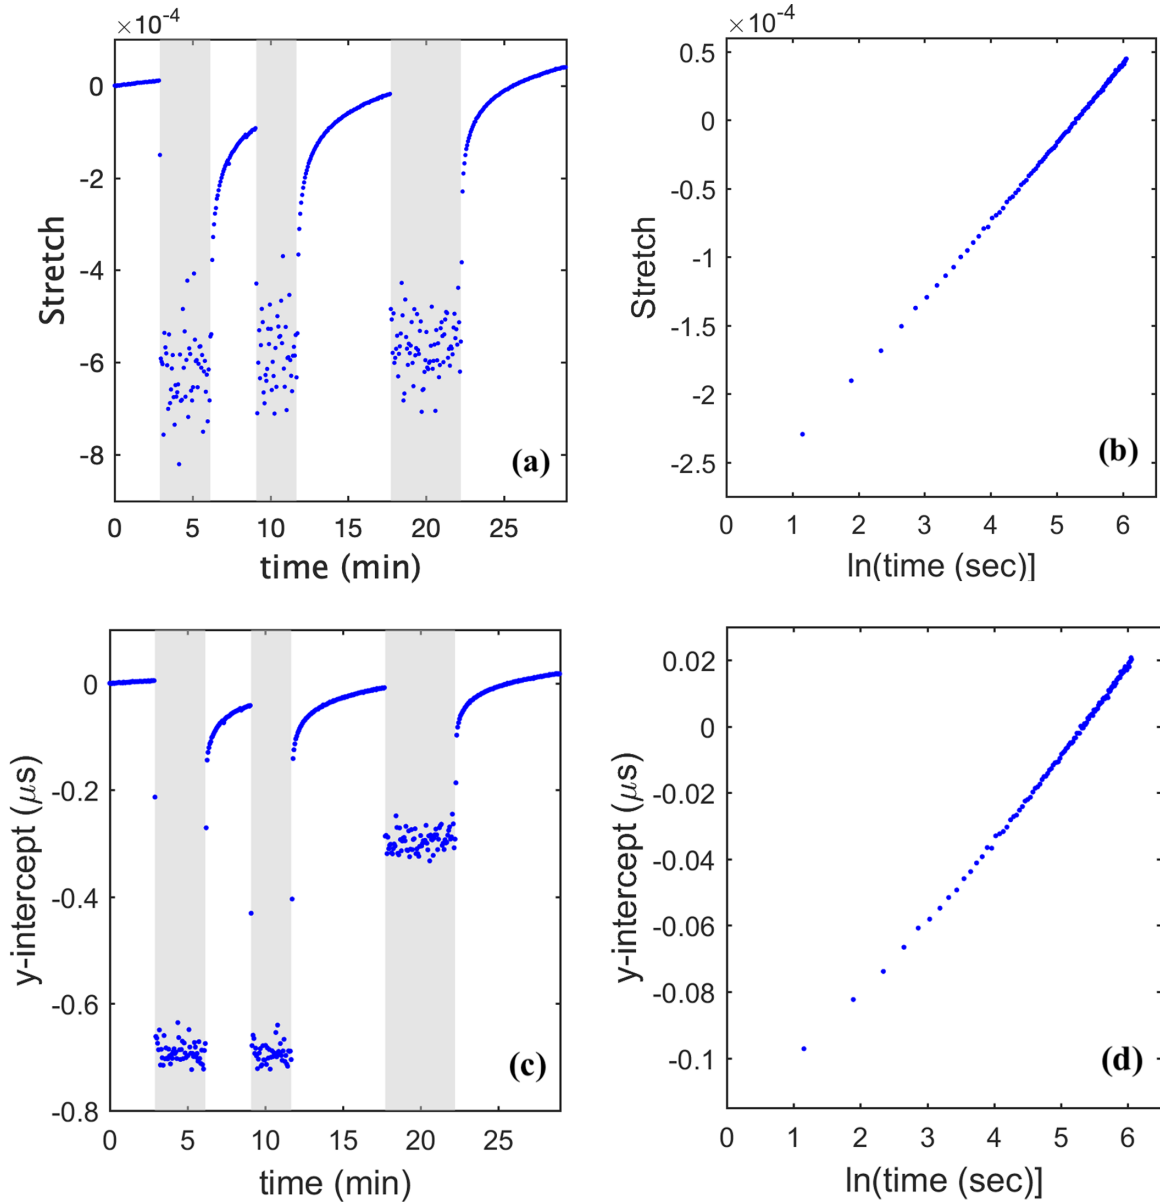 ×10⁻⁴
0
-2
-4
-6
-8
Stretch
(a)
0 5 10 15 20 25
time (min)
×10⁻⁴
0.5
0
-0.5
-1
-1.5
-2
-2.5
Stretch
(b)
0 1 2 3 4 5 6
ln(time (sec)]
0
-0.2
-0.4
-0.6
-0.8
y-intercept (μs)
(c)
0 5 10 15 20 25
time (min)
0.02
0
-0.02
-0.04
-0.06
-0.08
-0.1
y-intercept (μs)
(d)
0 1 2 3 4 5 6
ln(time (sec)]